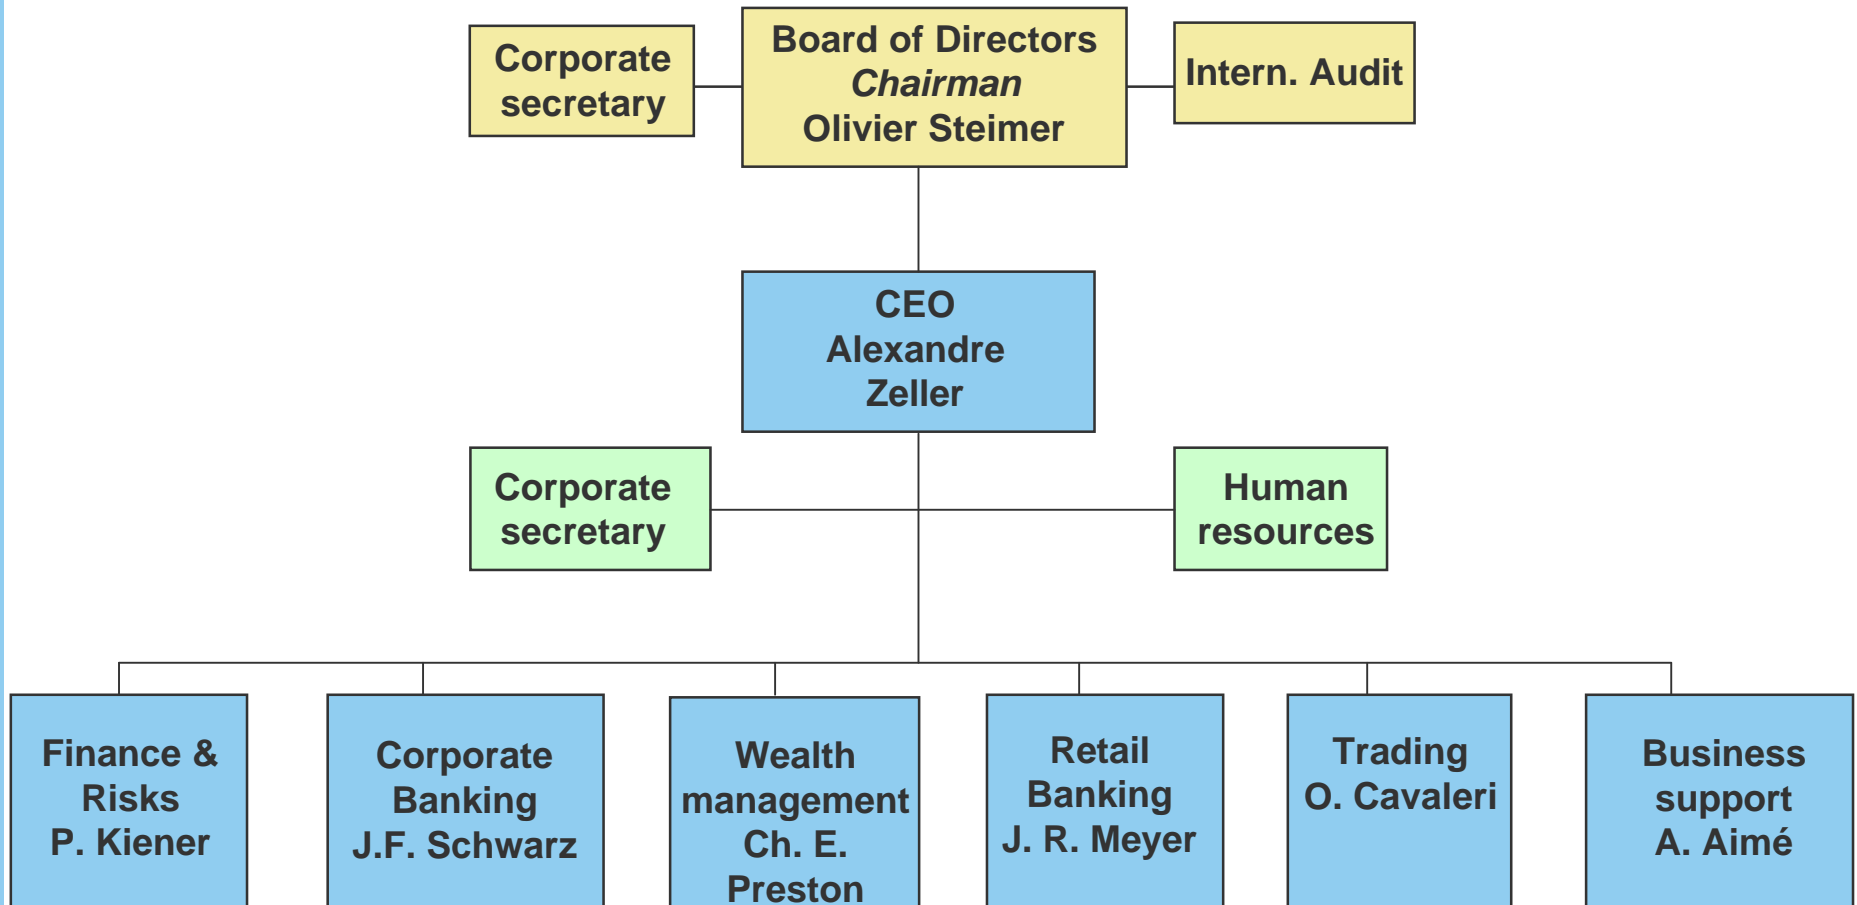 Corporate
secretary
Board of Directors
Chairman
Olivier Steimer
Intern. Audit
CEO
Alexandre
Zeller
Corporate
secretary
Human
resources
Finance &
Risks
P. Kiener
Corporate
Banking
J.F. Schwarz
Wealth
management
Ch. E.
Preston
Retail
Banking
J. R. Meyer
Trading
O. Cavaleri
Business
support
A. Aimé